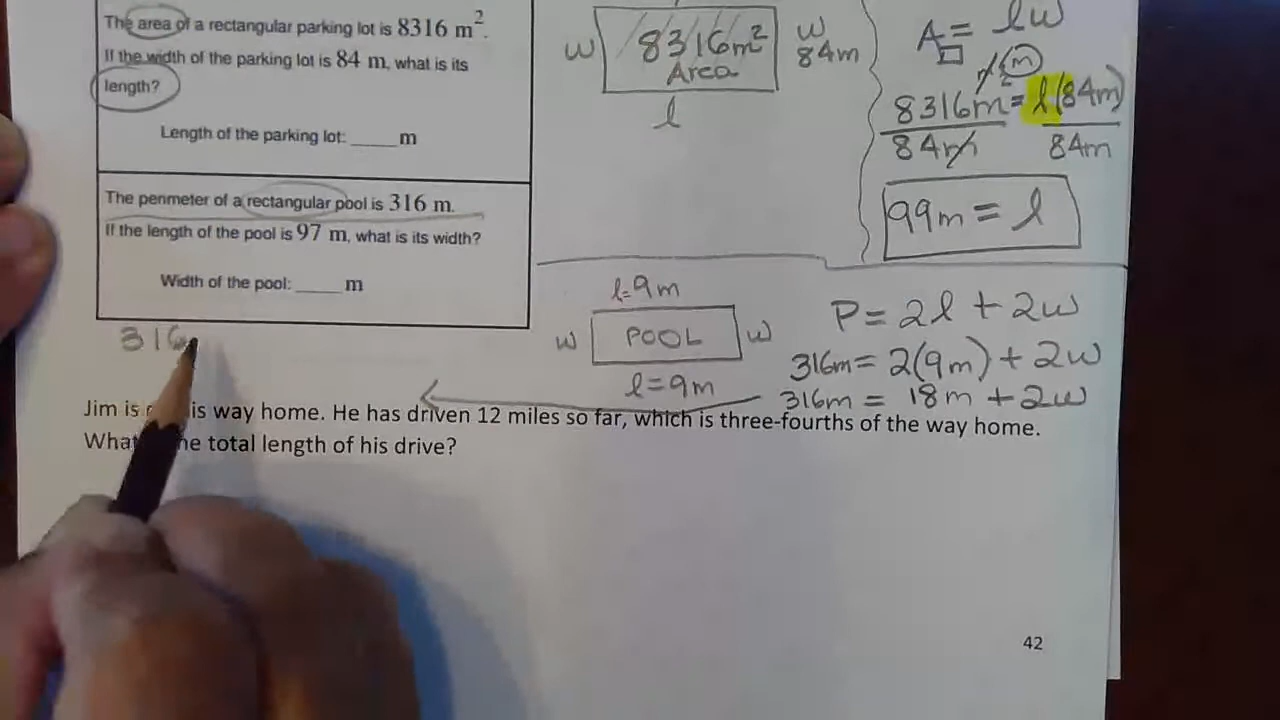 The area of a rectangular parking lot is 8316 m².
If the width of the parking lot is 84 m, what is its
length?
Length of the parking lot: _____ m
w 8316m² w
Area 84m
l
A = lw
m
8316m² = l(84m)
84m 84m
99m = l
The perimeter of a rectangular pool is 316 m.
If the length of the pool is 97 m, what is its width?
Width of the pool: _____ m
l=9m
w POOL w
l=9m
P = 2l + 2w
316m = 2(9m) + 2w
316m = 18m + 2w
316
Jim is his way home. He has driven 12 miles so far, which is three-fourths of the way home.
What the total length of his drive?
42